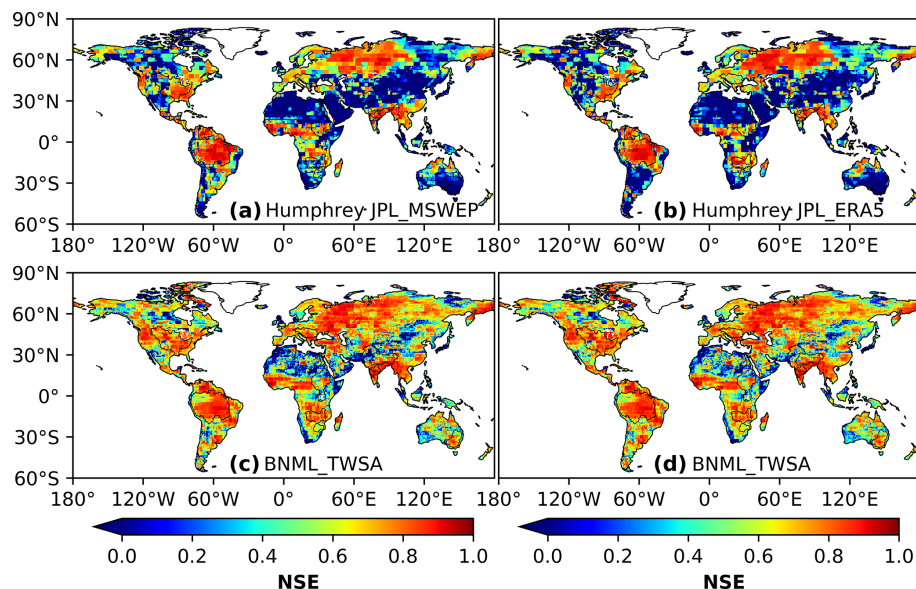 90°N
60°N
30°N
0°
30°S
60°S
(a) Humphrey JPL_MSWEP
(b) Humphrey JPL_ERA5
180° 120°W 60°W 0° 60°E 120°E 180° 120°W 60°W 0° 60°E 120°E
90°N
60°N
30°N
0°
30°S
60°S
(c) BNML_TWSA
(d) BNML_TWSA
180° 120°W 60°W 0° 60°E 120°E 180° 120°W 60°W 0° 60°E 120°E
0.0 0.2 0.4 0.6 0.8 1.0 0.0 0.2 0.4 0.6 0.8 1.0
NSE NSE